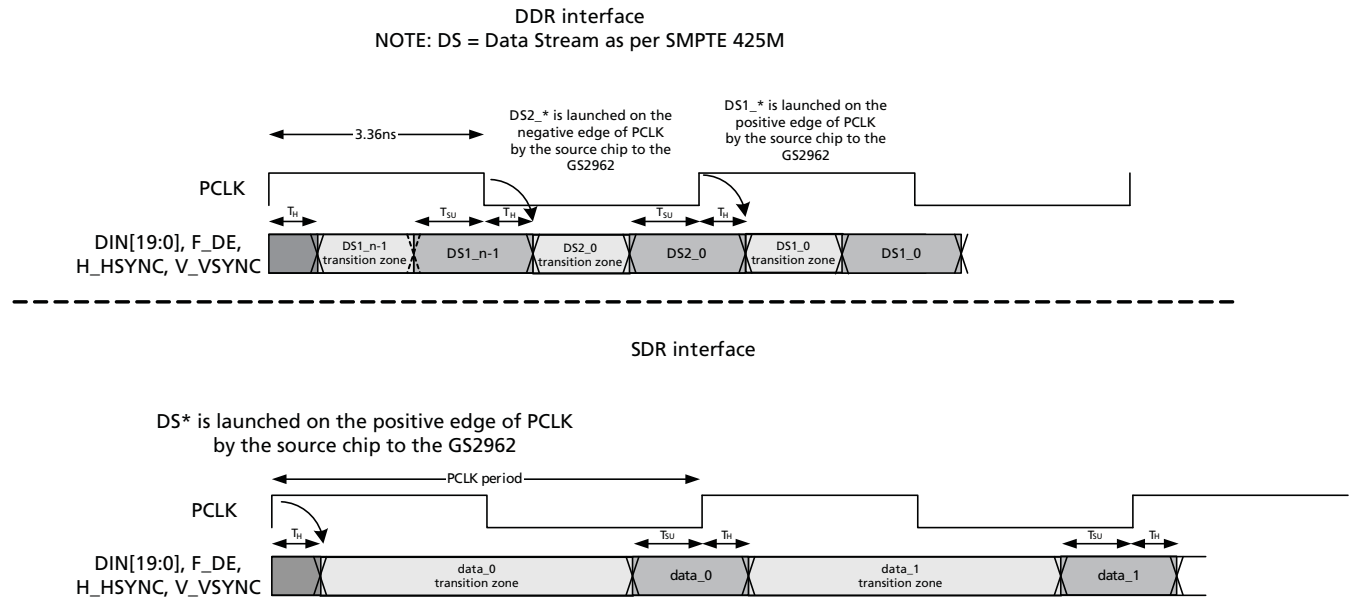 DDR interface
NOTE: DS = Data Stream as per SMPTE 425M
DS2_* is launched on the
negative edge of PCLK
by the source chip to the
GS2962
DS1_* is launched on the
positive edge of PCLK
by the source chip to the
GS2962
3.36ns
PCLK
TH
TSU
TH
TSU
TH
DIN[19:0], F_DE,
H_HSYNC, V_VSYNC
DS1_n-1
transition zone
DS1_n-1
DS2_0
transition zone
DS2_0
DS1_0
transition zone
DS1_0
SDR interface
DS* is launched on the positive edge of PCLK
by the source chip to the GS2962
PCLK period
PCLK
TH
TSU
TH
TSU
TH
DIN[19:0], F_DE,
H_HSYNC, V_VSYNC
data_0
transition zone
data_0
data_1
transition zone
data_1